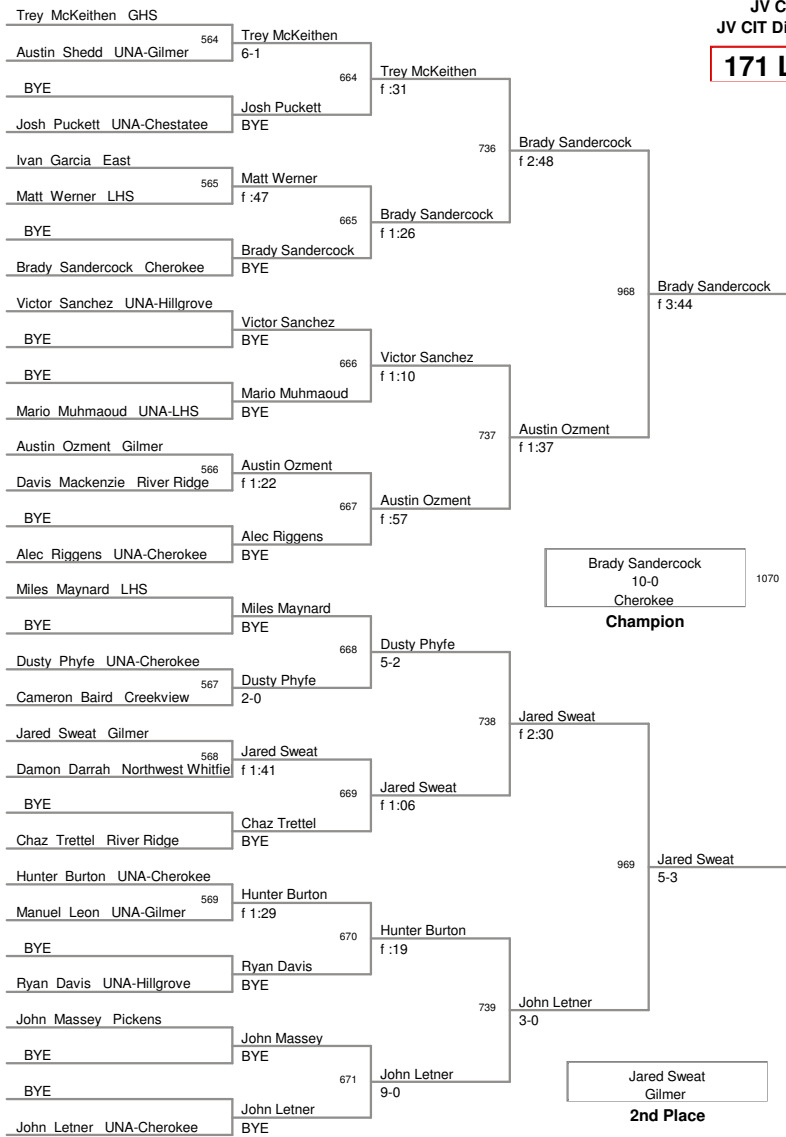 JV C
JV CIT Di
171 L
Trey McKeithen GHS
564
Austin Shedd UNA-Gilmer
Trey McKeithen
6-1
BYE
664
Josh Puckett UNA-Chestatee
Josh Puckett
BYE
Trey McKeithen
f :31
Ivan Garcia East
565
Matt Werner LHS
Matt Werner
f :47
BYE
665
Brady Sandercock Cherokee
Brady Sandercock
BYE
Brady Sandercock
f 1:26
736
Brady Sandercock
f 2:48
Victor Sanchez UNA-Hillgrove
BYE
Victor Sanchez
BYE
BYE
666
Mario Muhmaoud UNA-LHS
Mario Muhmaoud
BYE
Victor Sanchez
f 1:10
Austin Ozment Gilmer
566
Davis Mackenzie River Ridge
Austin Ozment
f 1:22
BYE
667
Alec Riggens UNA-Cherokee
Alec Riggens
BYE
Austin Ozment
f :57
737
Austin Ozment
f 1:37
968
Brady Sandercock
f 3:44
Brady Sandercock
10-0
Cherokee
1070
Champion
Miles Maynard LHS
BYE
Miles Maynard
BYE
Dusty Phyfe UNA-Cherokee
567
Cameron Baird Creekview
668
Dusty Phyfe
2-0
Dusty Phyfe
5-2
Jared Sweat Gilmer
568
Damon Darrah Northwest Whitfie
Jared Sweat
f 1:41
BYE
669
Chaz Trettel River Ridge
Chaz Trettel
BYE
Jared Sweat
f 1:06
738
Jared Sweat
f 2:30
Hunter Burton UNA-Cherokee
569
Manuel Leon UNA-Gilmer
Hunter Burton
f 1:29
BYE
670
Ryan Davis UNA-Hillgrove
Ryan Davis
BYE
Hunter Burton
f :19
John Massey Pickens
BYE
John Massey
BYE
BYE
671
John Letner UNA-Cherokee
John Letner
BYE
John Letner
9-0
739
John Letner
3-0
969
Jared Sweat
5-3
Jared Sweat
Gilmer
2nd Place